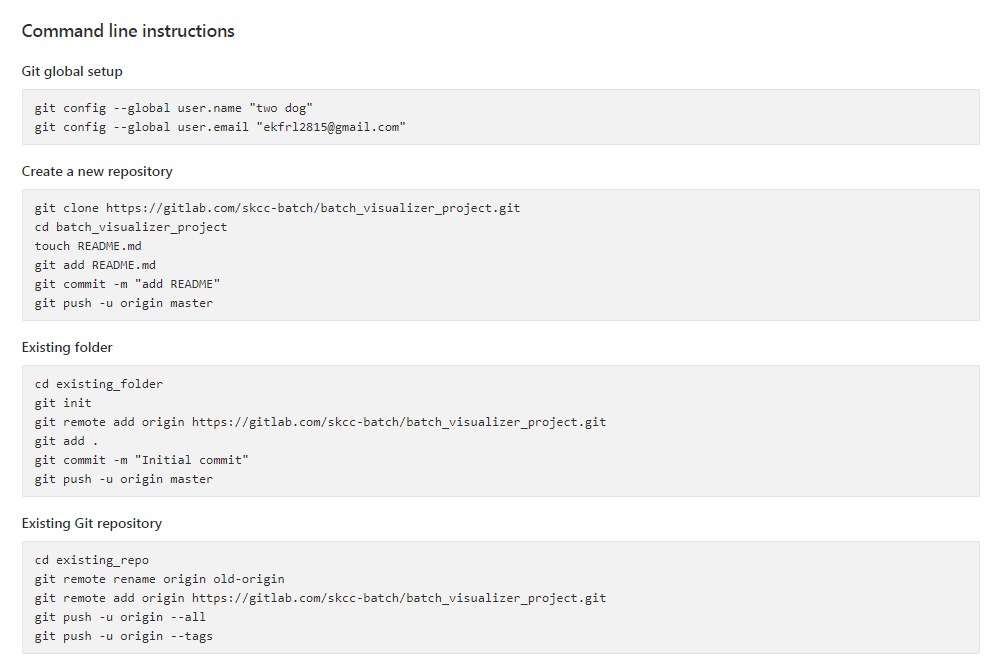 Command line instructions
Git global setup
git config --global user.name "two dog"
git config --global user.email "ekfrl2815@gmail.com"
Create a new repository
git clone https://gitlab.com/skcc-batch/batch_visualizer_project.git
cd batch_visualizer_project
touch README.md
git add README.md
git commit -m "add README"
git push -u origin master
Existing folder
cd existing_folder
git init
git remote add origin https://gitlab.com/skcc-batch/batch_visualizer_project.git
git add .
git commit -m "Initial commit"
git push -u origin master
Existing Git repository
cd existing_repo
git remote rename origin old-origin
git remote add origin https://gitlab.com/skcc-batch/batch_visualizer_project.git
git push -u origin --all
git push -u origin --tags